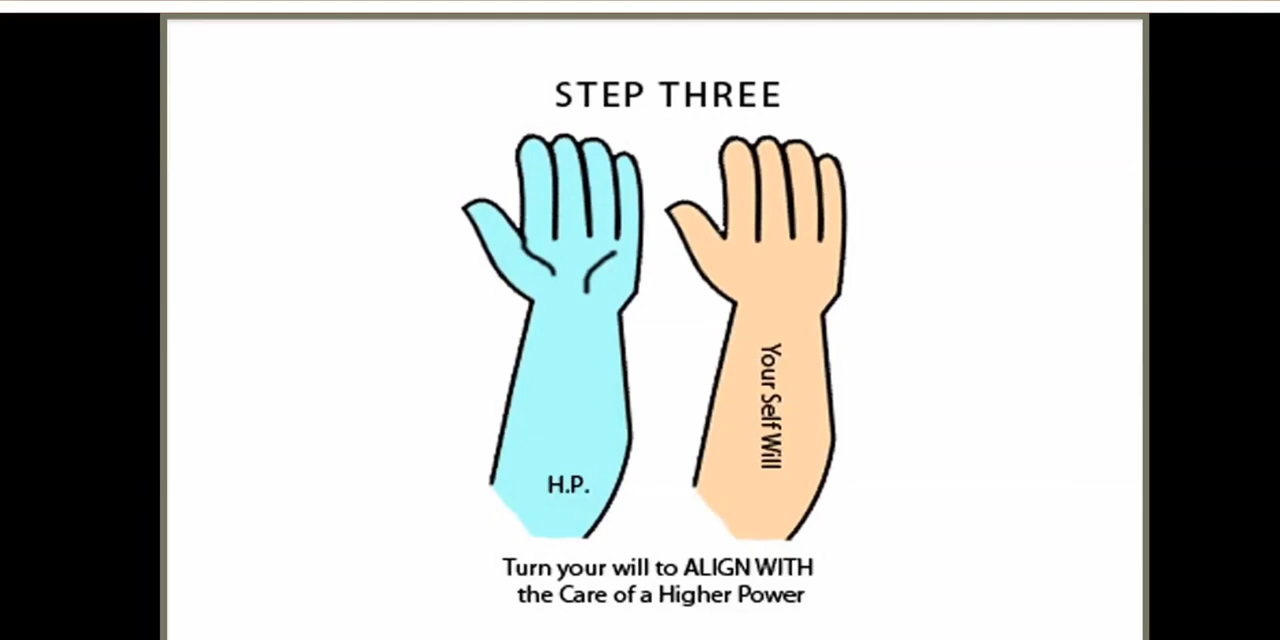 STEP THREE
H.P.
Your Self Will
Turn your will to ALIGN WITH
the Care of a Higher Power